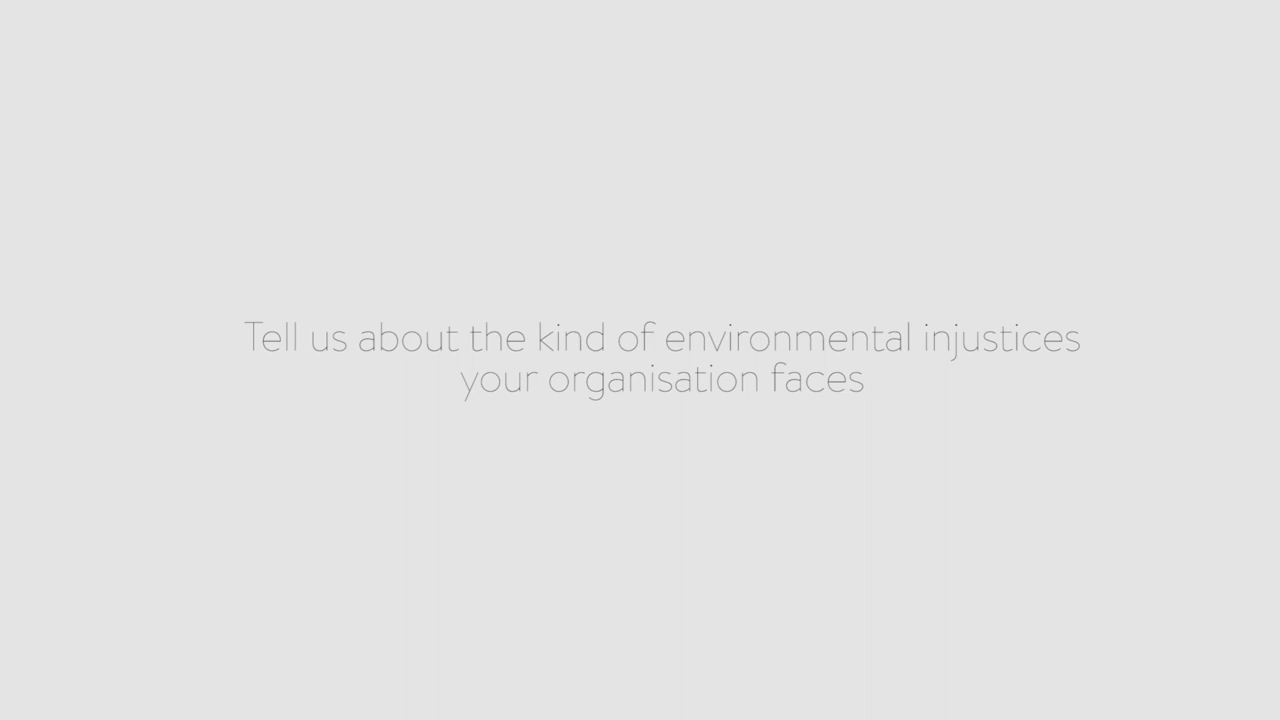 Tell us about the kind of environmental injustices
your organisation faces